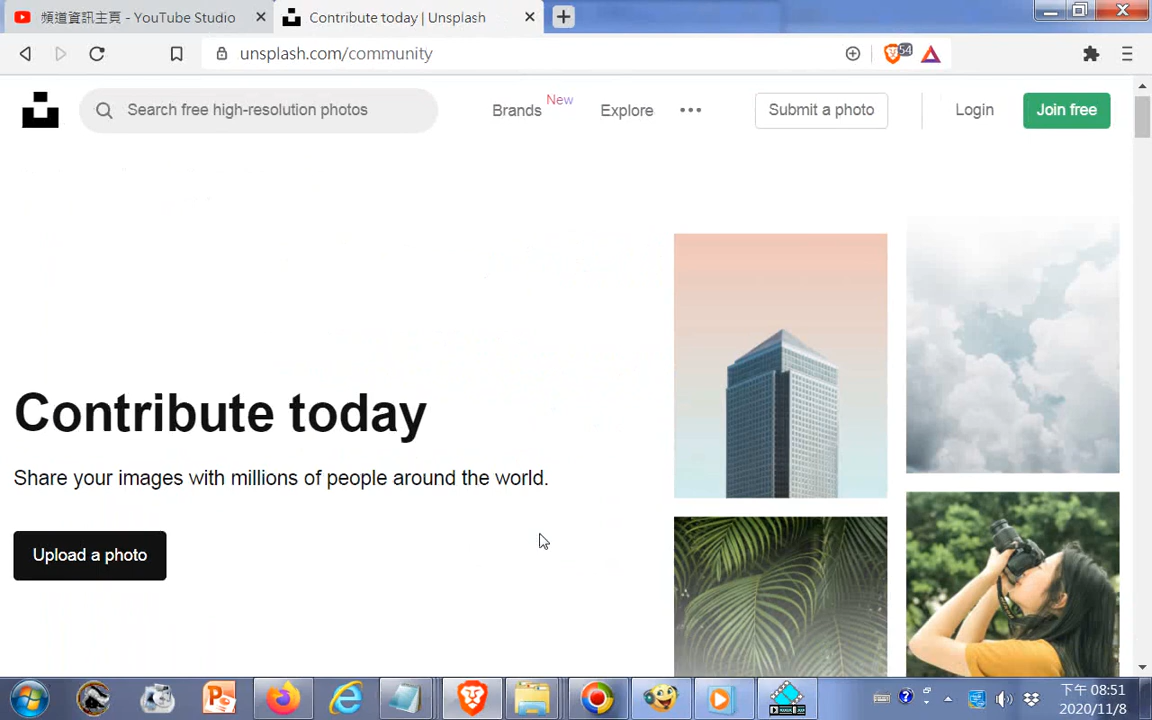 頻道資訊主頁 - YouTube Studio
Contribute today | Unsplash
unsplash.com/community
54
Search free high-resolution photos
Brands
New
Explore
Submit a photo
Login
Join free
Contribute today
Share your images with millions of people around the world.
Upload a photo
下午 08:51
2020/11/8